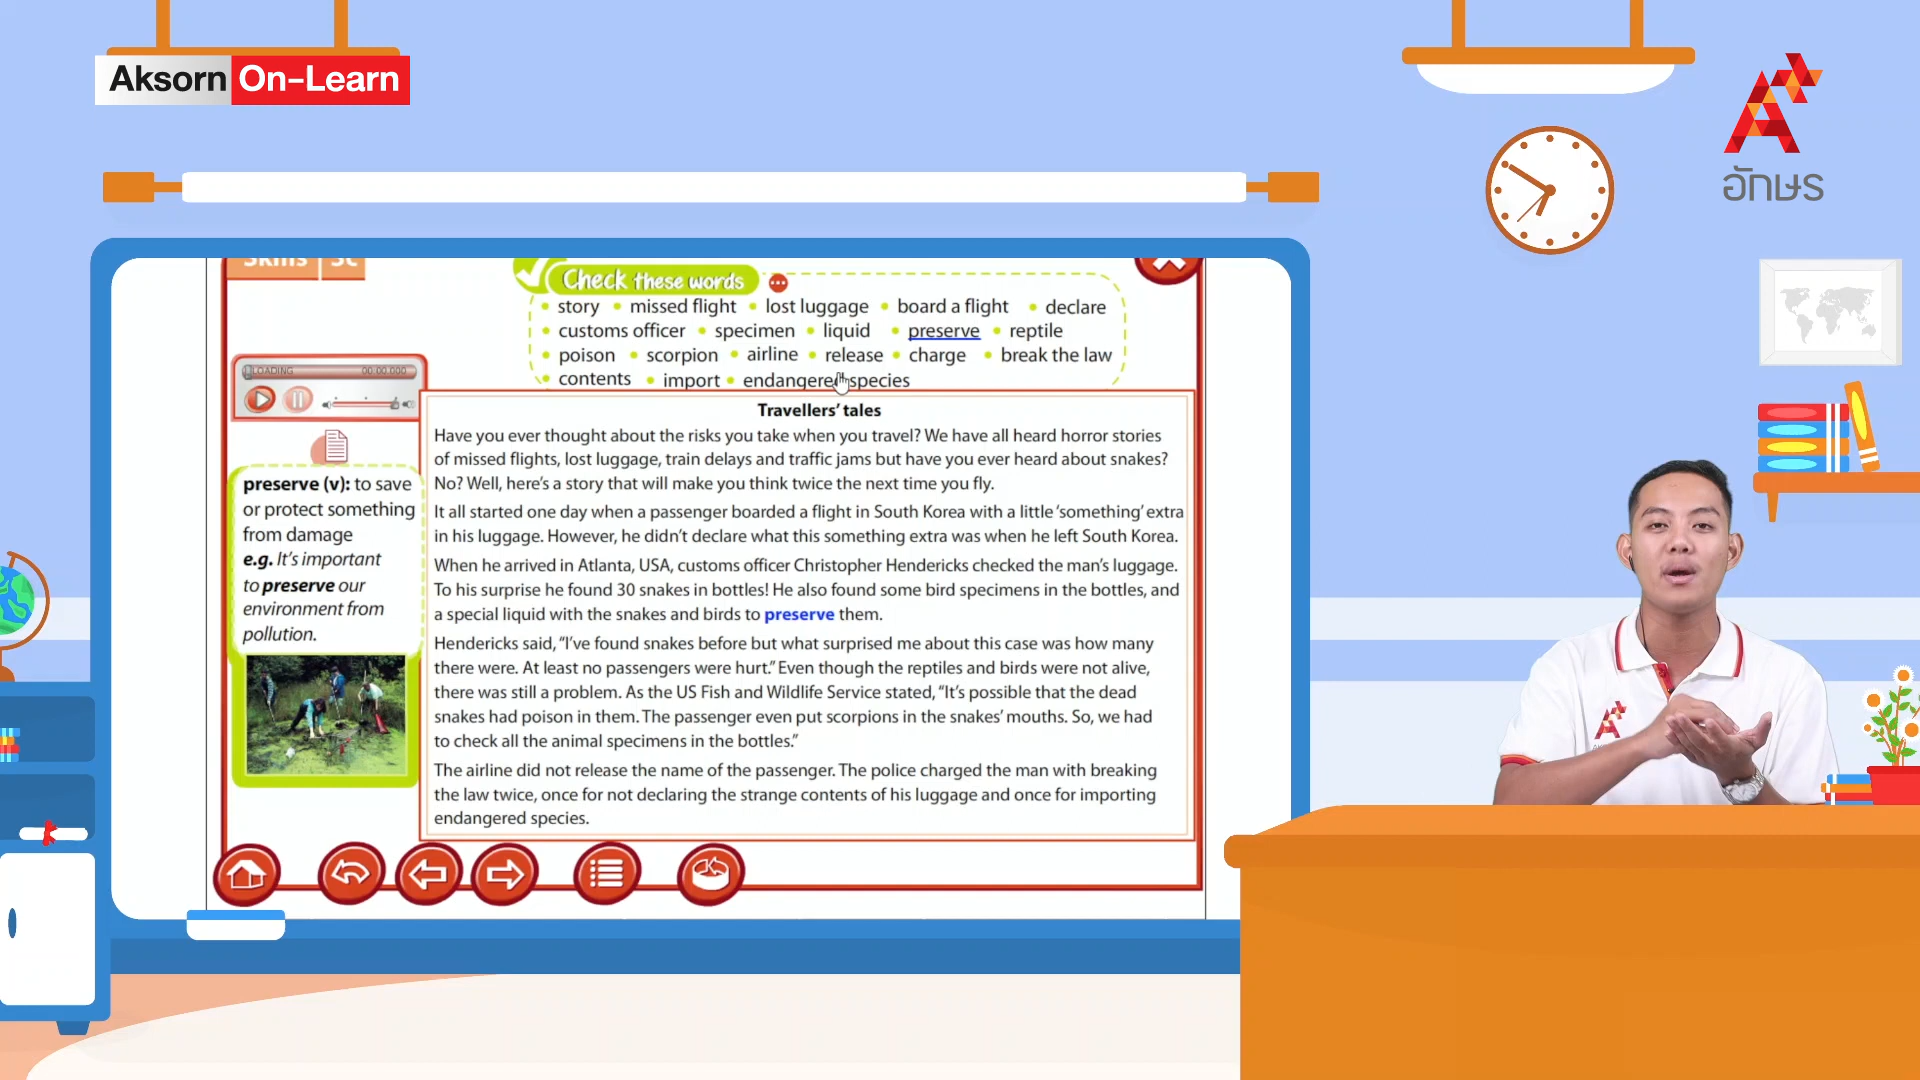 Aksorn On-Learn
อักษร
Skills
Check these words
• story • missed flight • lost luggage • board a flight • declare
• customs officer • specimen • liquid • preserve • reptile
• poison • scorpion • airline • release • charge • break the law
• contents • import • endangered species
LOADING 00:00.000
preserve (v): to save
or protect something
from damage
e.g. It's important
to preserve our
environment from
pollution.
Travellers' tales
Have you ever thought about the risks you take when you travel? We have all heard horror stories
of missed flights, lost luggage, train delays and traffic jams but have you ever heard about snakes?
No? Well, here's a story that will make you think twice the next time you fly.
It all started one day when a passenger boarded a flight in South Korea with a little 'something' extra
in his luggage. However, he didn't declare what this something extra was when he left South Korea.
When he arrived in Atlanta, USA, customs officer Christopher Hendericks checked the man's luggage.
To his surprise he found 30 snakes in bottles! He also found some bird specimens in the bottles, and
a special liquid with the snakes and birds to preserve them.
Hendericks said, "I've found snakes before but what surprised me about this case was how many
there were. At least no passengers were hurt." Even though the reptiles and birds were not alive,
there was still a problem. As the US Fish and Wildlife Service stated, "It's possible that the dead
snakes had poison in them. The passenger even put scorpions in the snakes' mouths. So, we had
to check all the animal specimens in the bottles."
The airline did not release the name of the passenger. The police charged the man with breaking
the law twice, once for not declaring the strange contents of his luggage and once for importing
endangered species.